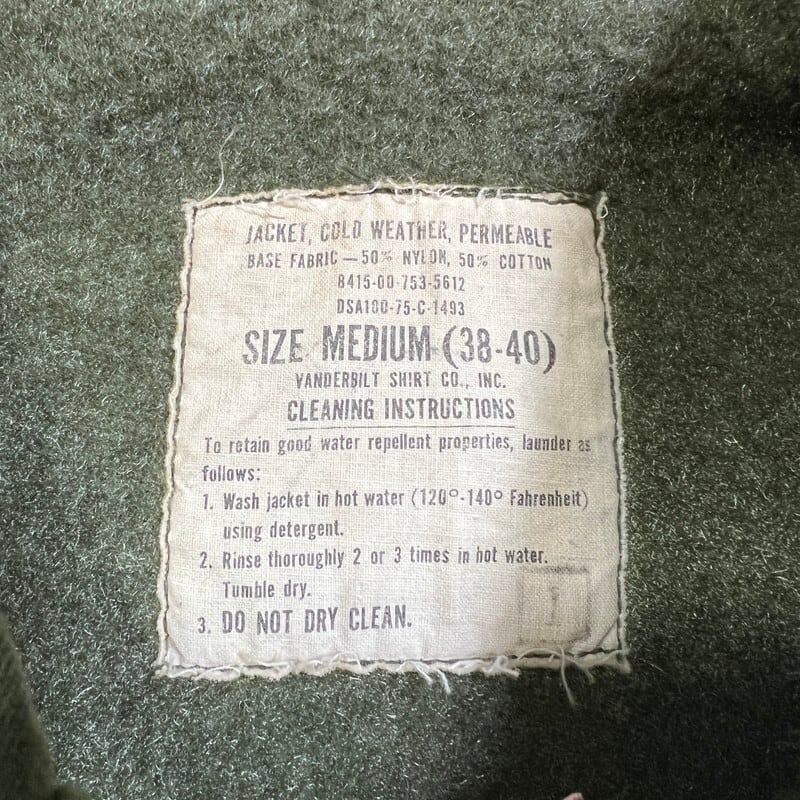 JACKET, COLD WEATHER, PERMEABLE
BASE FABRIC — 50% NYLON, 50% COTTON
8415-00-753-5612
DSA100-75-C-1493
SIZE MEDIUM (38-40)
VANDERBILT SHIRT CO., INC.
CLEANING INSTRUCTIONS
To retain good water repellent properties, launder as
follows:
1. Wash jacket in hot water (120°-140° Fahrenheit)
using detergent.
2. Rinse thoroughly 2 or 3 times in hot water.
Tumble dry.
3. DO NOT DRY CLEAN.